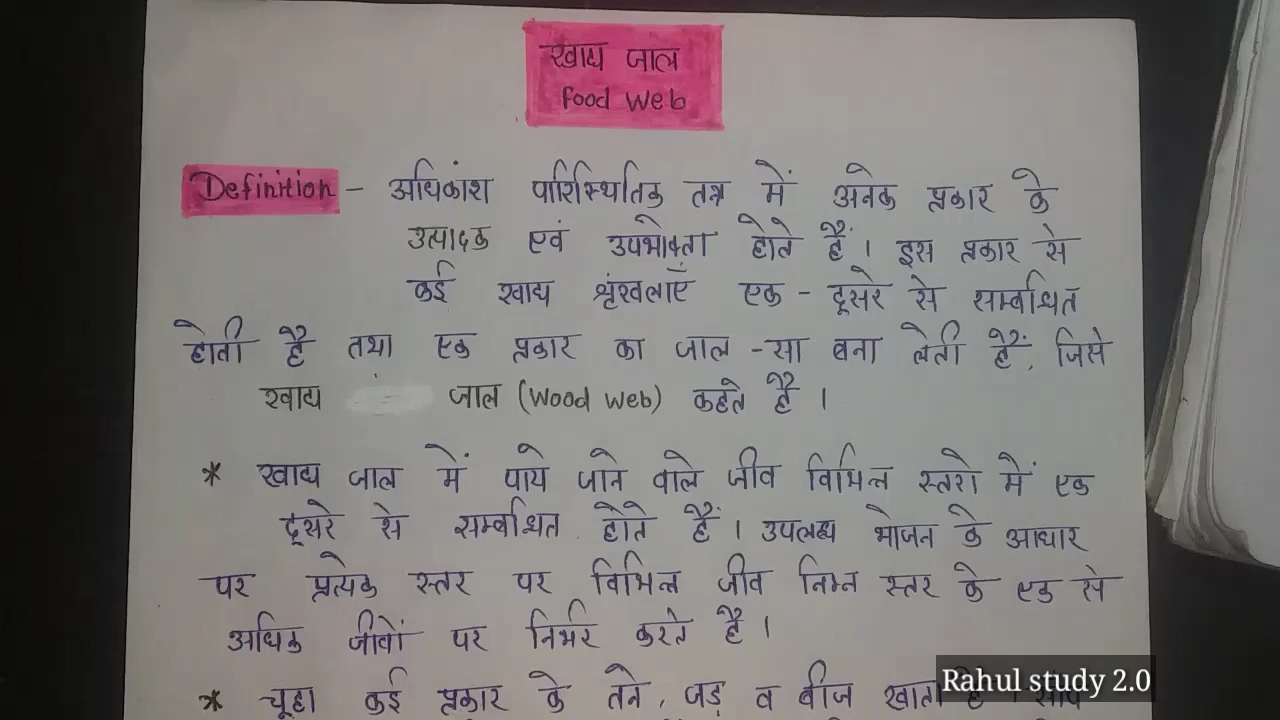 खाद्य जाल
Food Web
Definition - अधिकांश पारिस्थितिक तन्त्र में अनेक प्रकार के
उत्पादक एवं उपभोक्ता होते हैं। इस प्रकार से
कई खाद्य श्रृंखलाएँ एक - दूसरे से सम्बन्धित
होती है तथा एक प्रकार का जाल -सा बना लेती हैं, जिसे
खाद्य जाल (Wood Web) कहते है ।
* खाद्य जाल में पाये जाने वाले जीव विभिन्न स्तरो में एक
दूसरे से सम्बन्धित होते हैं । उपलब्ध भोजन के आधार
पर प्रत्येक स्तर पर विभिन्न जीव निम्न स्तर के एक से
अधिक जीवों पर निर्भर करते है ।
* चूहा कई प्रकार के तने, जड़ व बीज खाता
Rahul study 2.0